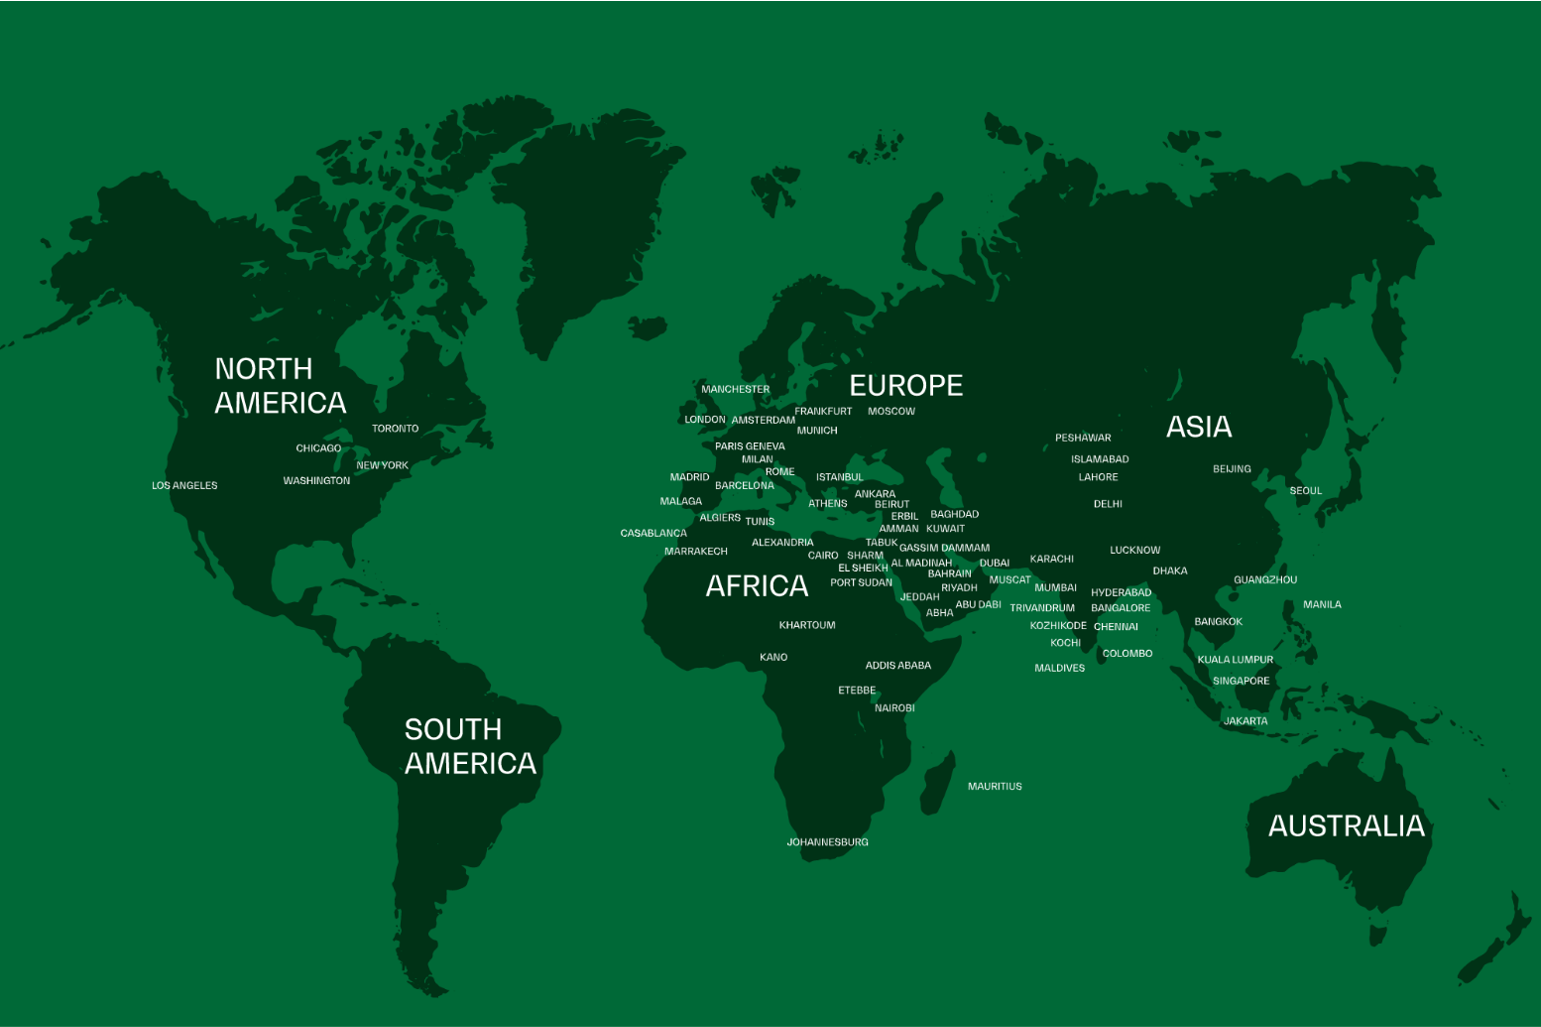 NORTH
AMERICA
TORONTO
CHICAGO
NEW YORK
WASHINGTON
LOS ANGELES
SOUTH
AMERICA
EUROPE
MANCHESTER
LONDON
AMSTERDAM
FRANKFURT
MOSCOW
MUNICH
PARIS GENEVA
MILAN
ROME
MADRID
BARCELONA
ISTANBUL
MALAGA
ATHENS
ANKARA
BEIRUT
ERBIL
BAGHDAD
AMMAN
KUWAIT
ALGIERS
TUNIS
CASABLANCA
MARRAKECH
ALEXANDRIA
TABUK
GASSIM DAMMAM
CAIRO
SHARM
EL SHEIKH
AL MADINAH
DUBAI
BAHRAIN
PORT SUDAN
RIYADH
MUSCAT
JEDDAH
ABU DABI
ABHA
AFRICA
KHARTOUM
KANO
ADDIS ABABA
ETEBBE
NAIROBI
MAURITIUS
JOHANNESBURG
ASIA
PESHAWAR
ISLAMABAD
LAHORE
DELHI
BEIJING
SEOUL
KARACHI
LUCKNOW
DHAKA
MUMBAI
HYDERABAD
TRIVANDRUM
BANGALORE
KOZHIKODE
CHENNAI
KOCHI
COLOMBO
MALDIVES
GUANGZHOU
MANILA
BANGKOK
KUALA LUMPUR
SINGAPORE
JAKARTA
AUSTRALIA